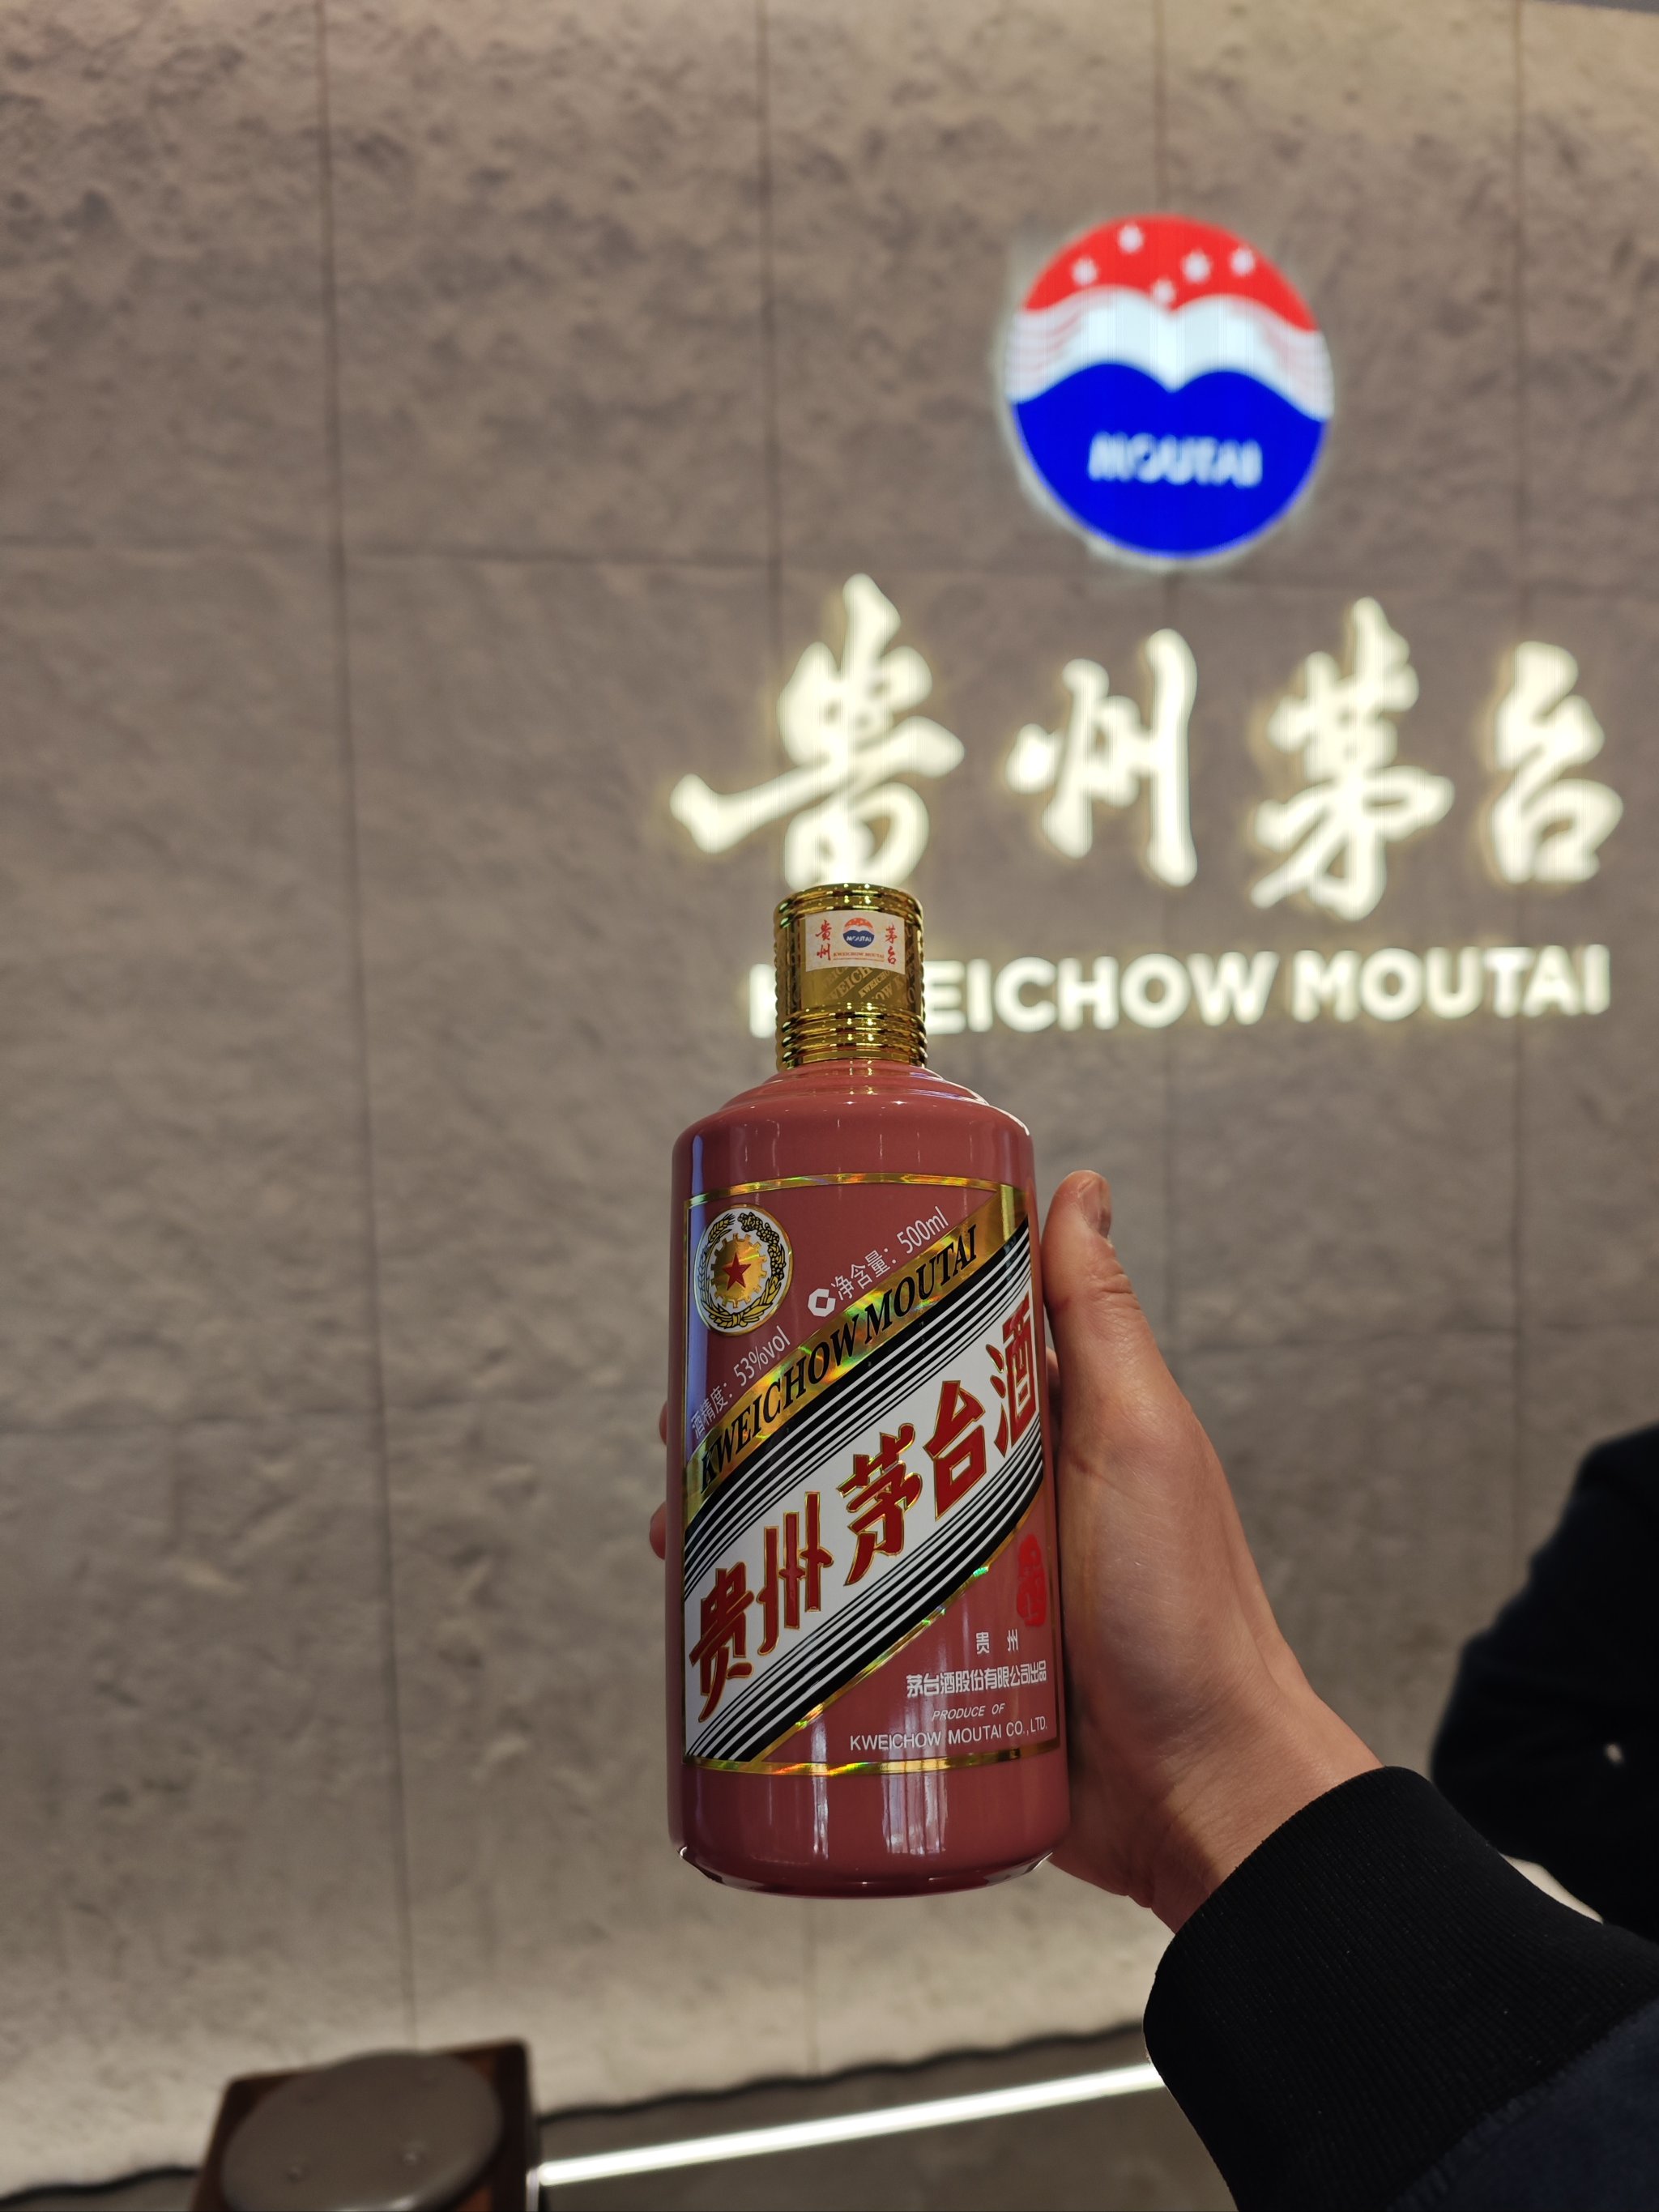 MOUTAI
贵州茅台
KWEICHOW MOUTAI
贵州
MOUTAI
茅台
KWEICHOW MOUTAI
净含量：500ml
酒精度：53%vol
KWEICHOW MOUTAI
贵州茅台酒
贵州
茅台酒股份有限公司出品
PRODUCE OF
KWEICHOW MOUTAI CO., LTD.